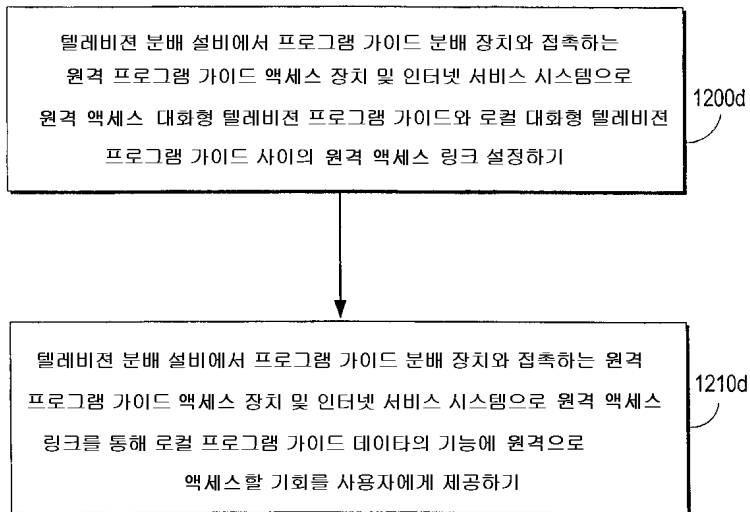 텔레비젼 분배 설비에서 프로그램 가이드 분배 장치와 접촉하는
원격 프로그램 가이드 액세스 장치 및 인터넷 서비스 시스템으로
원격 액세스 대화형 텔레비젼 프로그램 가이드와 로컬 대화형 텔레비젼
프로그램 가이드 사이의 원격 액세스 링크 설정하기
1200d
텔레비젼 분배 설비에서 프로그램 가이드 분배 장치와 접촉하는 원격
프로그램 가이드 액세스 장치 및 인터넷 서비스 시스템으로 원격 액세스
링크를 통해 로컬 프로그램 가이드 데이타의 기능에 원격으로
액세스할 기회를 사용자에게 제공하기
1210d